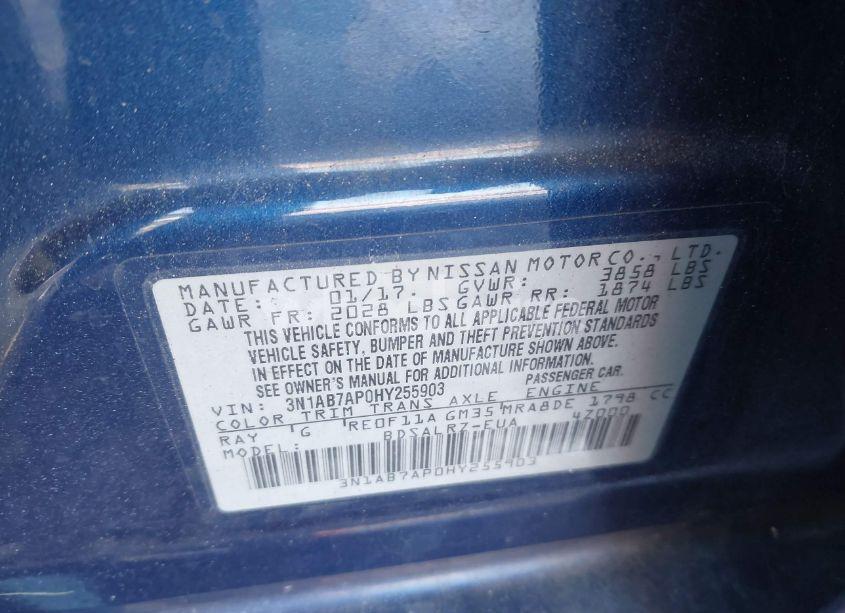 MANUFACTURED BY NISSAN MOTOR CO., LTD.
DATE: 01/17. GVWR: 3858 LBS
GAWR FR: 2028 LBS GAWR RR: 1874 LBS
THIS VEHICLE CONFORMS TO ALL APPLICABLE FEDERAL MOTOR
VEHICLE SAFETY, BUMPER AND THEFT PREVENTION STANDARDS
IN EFFECT ON THE DATE OF MANUFACTURE SHOWN ABOVE.
SEE OWNER'S MANUAL FOR ADDITIONAL INFORMATION.
VIN: 3N1AB7AP0HY255903 PASSENGER CAR.
COLOR TRIM TRANS AXLE ENGINE
RAY 'G RE0F11A GM35 MRA8DE 1798 CC
MODEL: BDSALRZ-EUA 4Z000
3N1AB7AP0HY255903